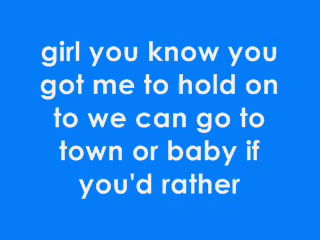 girl you know you
got me to hold on
to we can go to
town or baby if
you'd rather